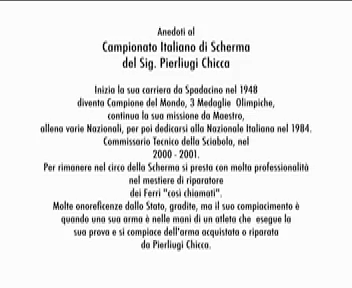 Anedoti al
Campionato Italiano di Scherma
del Sig. Pierliugi Chicca
Inizia la sua carriera da Spadacino nel 1948
diventa Campione del Mondo, 3 Medaglie Olimpiche,
continua la sua missione da Maestro,
allena varie Nazionali, per poi dedicarsi alla Nazionale Italiana nel 1984.
Commissario Tecnico della Sciabola, nel
2000 - 2001.
Per rimanere nel circo della Scherma si presta con molta professionalità
nel mestiere di riparatore
dei Ferri "così chiamati".
Molte onoreficenze dallo Stato, gradite, ma il suo compiacimento è
quando una sua arma è nelle mani di un atleta che esegue la
sua prova e si compiace dell'arma acquistata o riparata
da Pierliugi Chicca.